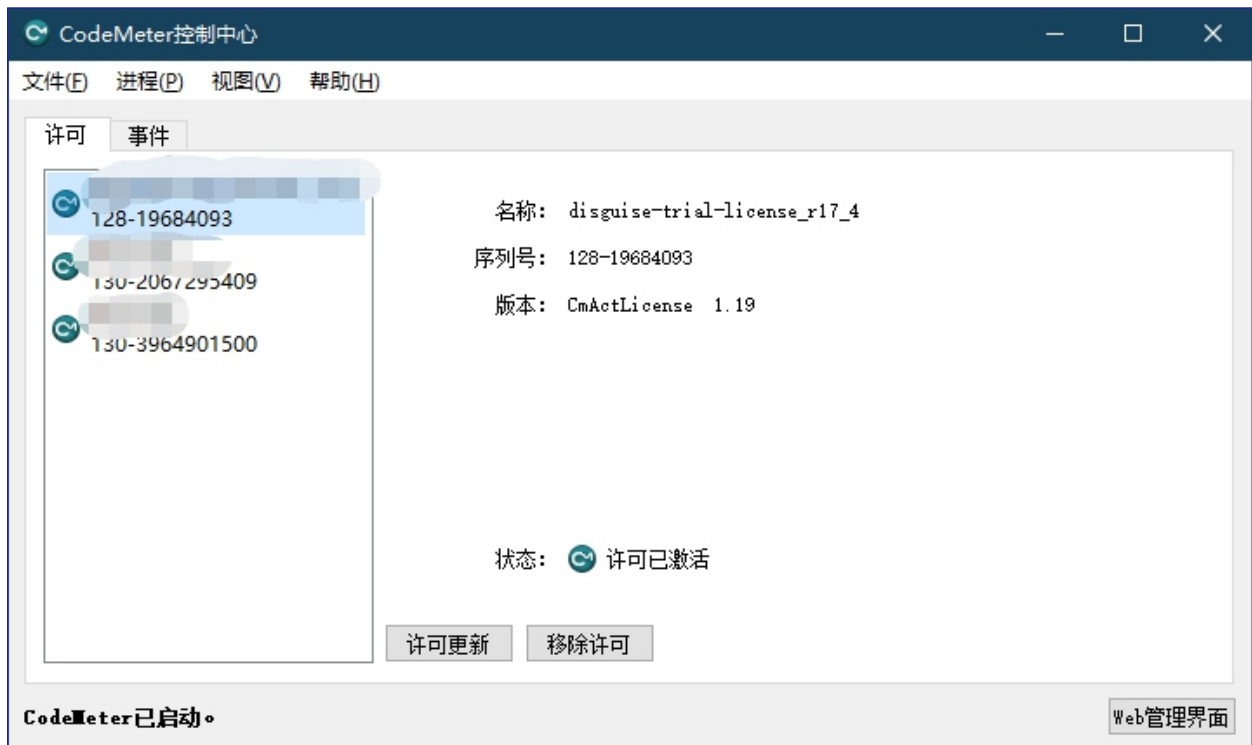 CodeMeter控制中心
文件(F) 进程(P) 视图(V) 帮助(H)
许可 事件
128-19684093
130-2067295409
130-3964901500
名称: disguise-trial-license_r17_4
序列号: 128-19684093
版本: CmActLicense 1.19
状态: 许可已激活
许可更新 移除许可
CodeMeter已启动。
Web管理界面